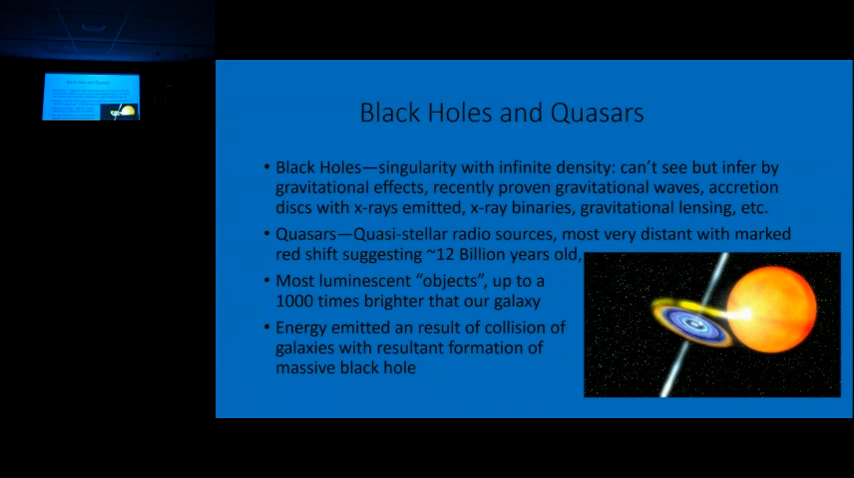 Black Holes and Quasars
• Black Holes—singularity with infinite density: can't see but infer by
gravitational effects, recently proven gravitational waves, accretion
discs with x-rays emitted, x-ray binaries, gravitational lensing, etc.
• Quasars—Quasi-stellar radio sources, most very distant with marked
red shift suggesting ~12 Billion years old,
• Most luminescent “objects”, up to a
1000 times brighter that our galaxy
• Energy emitted an result of collision of
galaxies with resultant formation of
massive black hole